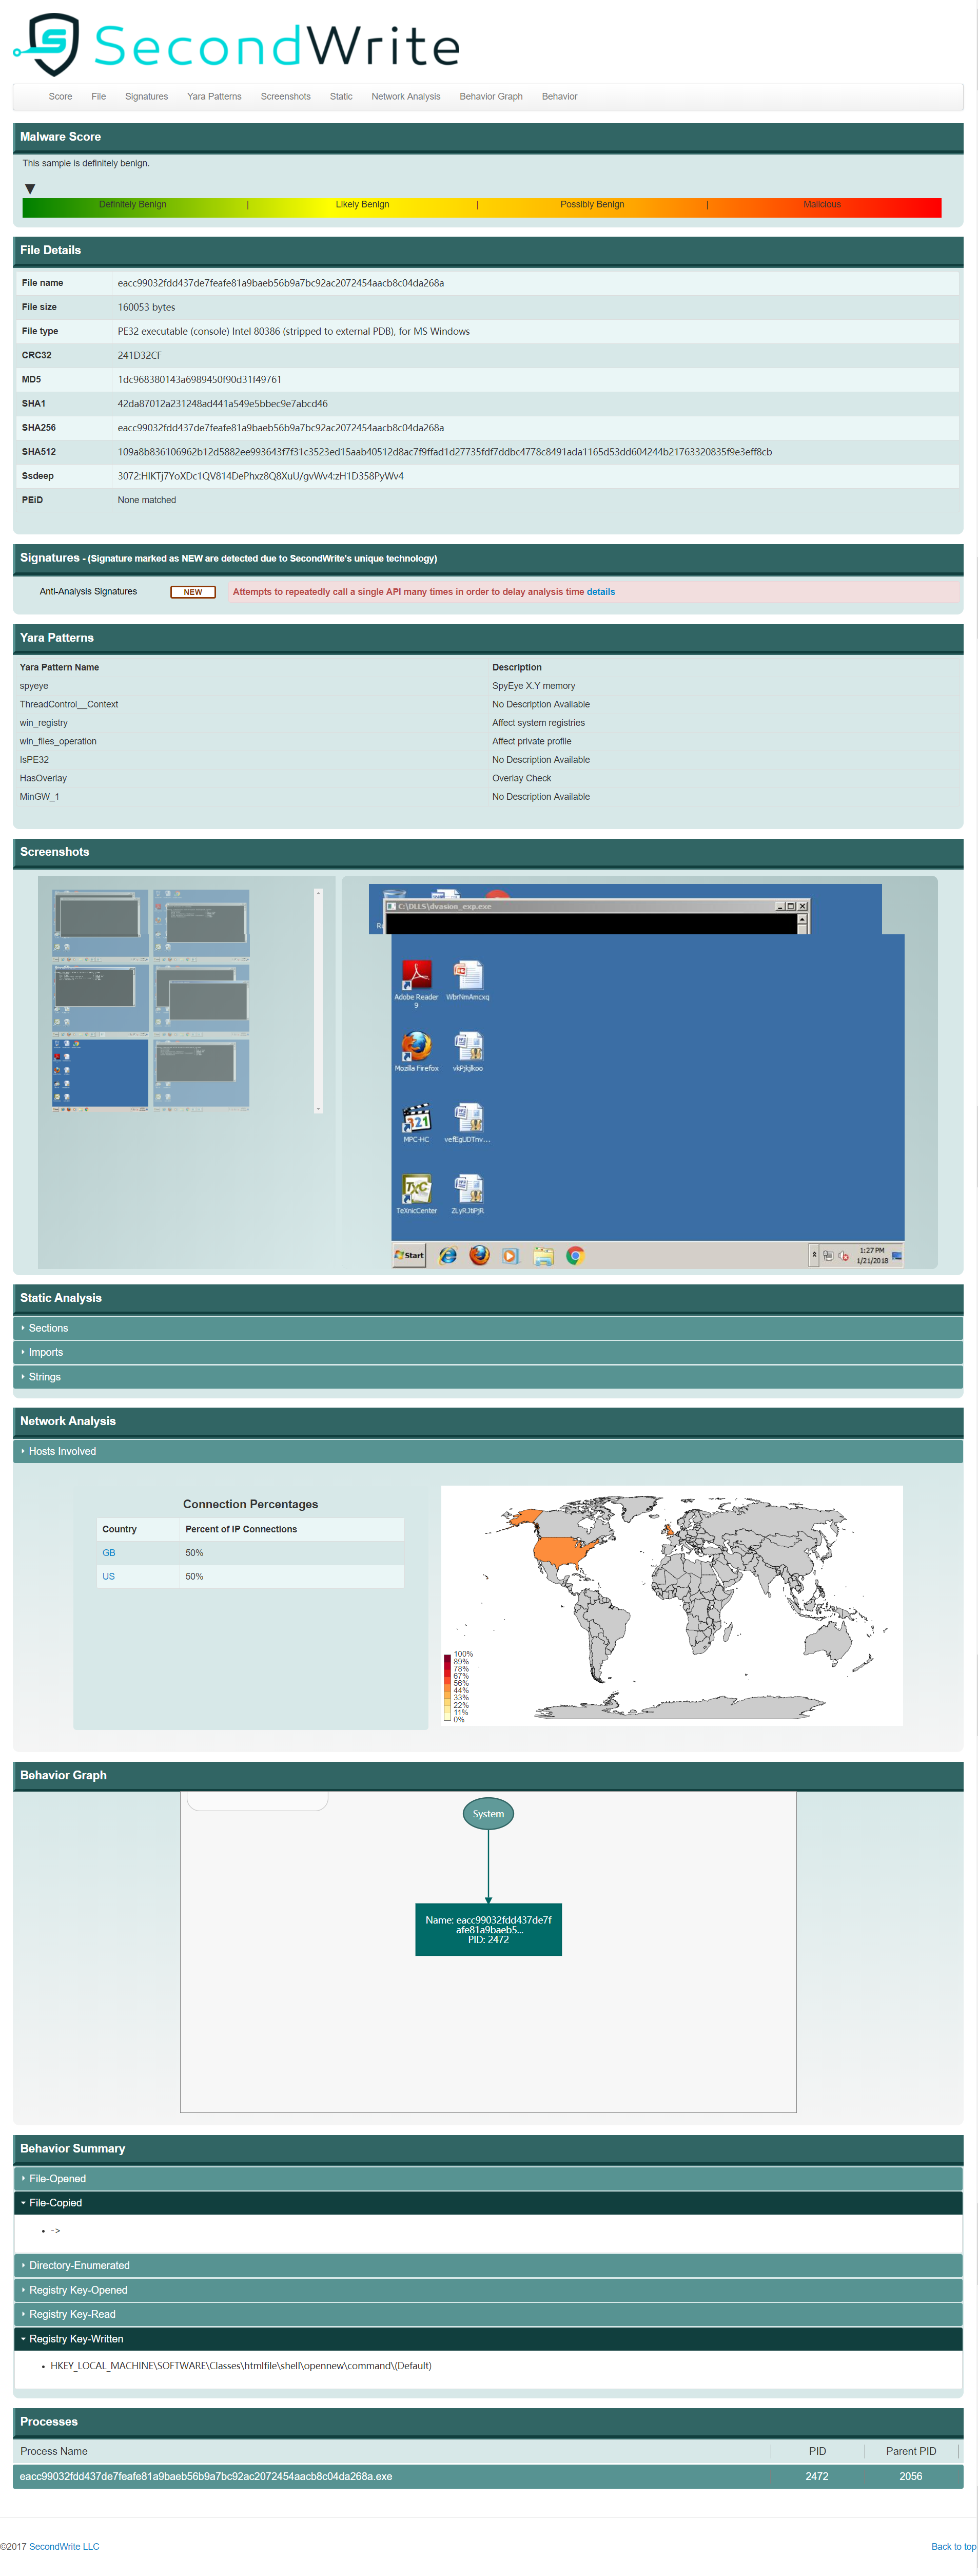 SecondWrite
Score File Signatures Yara Patterns Screenshots Static Network Analysis Behavior Graph Behavior
Malware Score
This sample is definitely benign.
Definitely Benign | Likely Benign | Possibly Benign | Malicious
File Details
File name eacc99032fdd437de7feafe81a9baeb56b9a7bc92ac2072454aacb8c04da268a
File size 160053 bytes
File type PE32 executable (console) Intel 80386 (stripped to external PDB), for MS Windows
CRC32 241D32CF
MD5 1dc968380143a6989450f90d31f49761
SHA1 42da87012a231248ad441a549e5bbec9e7abcd46
SHA256 eacc99032fdd437de7feafe81a9baeb56b9a7bc92ac2072454aacb8c04da268a
SHA512 109a8b836106962b12d5882ee993643f7f31c3523ed15aab40512d8ac7f9ffad1d27735fdf7ddbc4778c8491ada1165d53dd604244b21763320835f9e3eff8cb
Ssdeep 3072:HIKTj7YoXDc1QV814DePhxz8Q8XuU/gvWv4:zH1D358PyWv4
PEiD None matched
Signatures - (Signature marked as NEW are detected due to SecondWrite's unique technology)
Anti-Analysis Signatures NEW Attempts to repeatedly call a single API many times in order to delay analysis time details
Yara Patterns
Yara Pattern Name Description
spyeye SpyEye X.Y memory
ThreadControl__Context No Description Available
win_registry Affect system registries
win_files_operation Affect private profile
IsPE32 No Description Available
HasOverlay Overlay Check
MinGW_1 No Description Available
Screenshots
C:\DLLS\dvasion_exp.exe
Adobe Reader 9 WbrNmAmcxq
Mozilla Firefox vkPjkjlkoo
MPC-HC vefEgUDTnv...
TeXnicCenter ZLyRJtPjR
Start 1:27 PM
1/21/2018
Static Analysis
Sections
Imports
Strings
Network Analysis
Hosts Involved
Connection Percentages
Country Percent of IP Connections
GB 50%
US 50%
100%
89%
78%
67%
56%
44%
33%
22%
11%
0%
Behavior Graph
System
Name: eacc99032fdd437de7f
afe81a9baeb5...
PID: 2472
Behavior Summary
File-Opened
File-Copied
->
Directory-Enumerated
Registry Key-Opened
Registry Key-Read
Registry Key-Written
HKEY_LOCAL_MACHINE\SOFTWARE\Classes\htmlfile\shell\opennew\command\(Default)
Processes
Process Name PID Parent PID
eacc99032fdd437de7feafe81a9baeb56b9a7bc92ac2072454aacb8c04da268a.exe 2472 2056
©2017 SecondWrite LLC Back to top